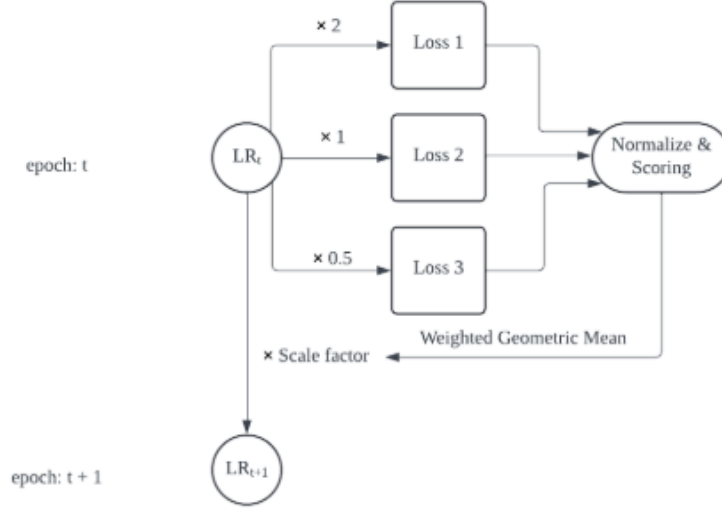 × 2
Loss 1
epoch: t
LRₜ
× 1
Loss 2
Normalize &
Scoring
× 0.5
Loss 3
Weighted Geometric Mean
× Scale factor
epoch: t + 1
LRₜ₊₁